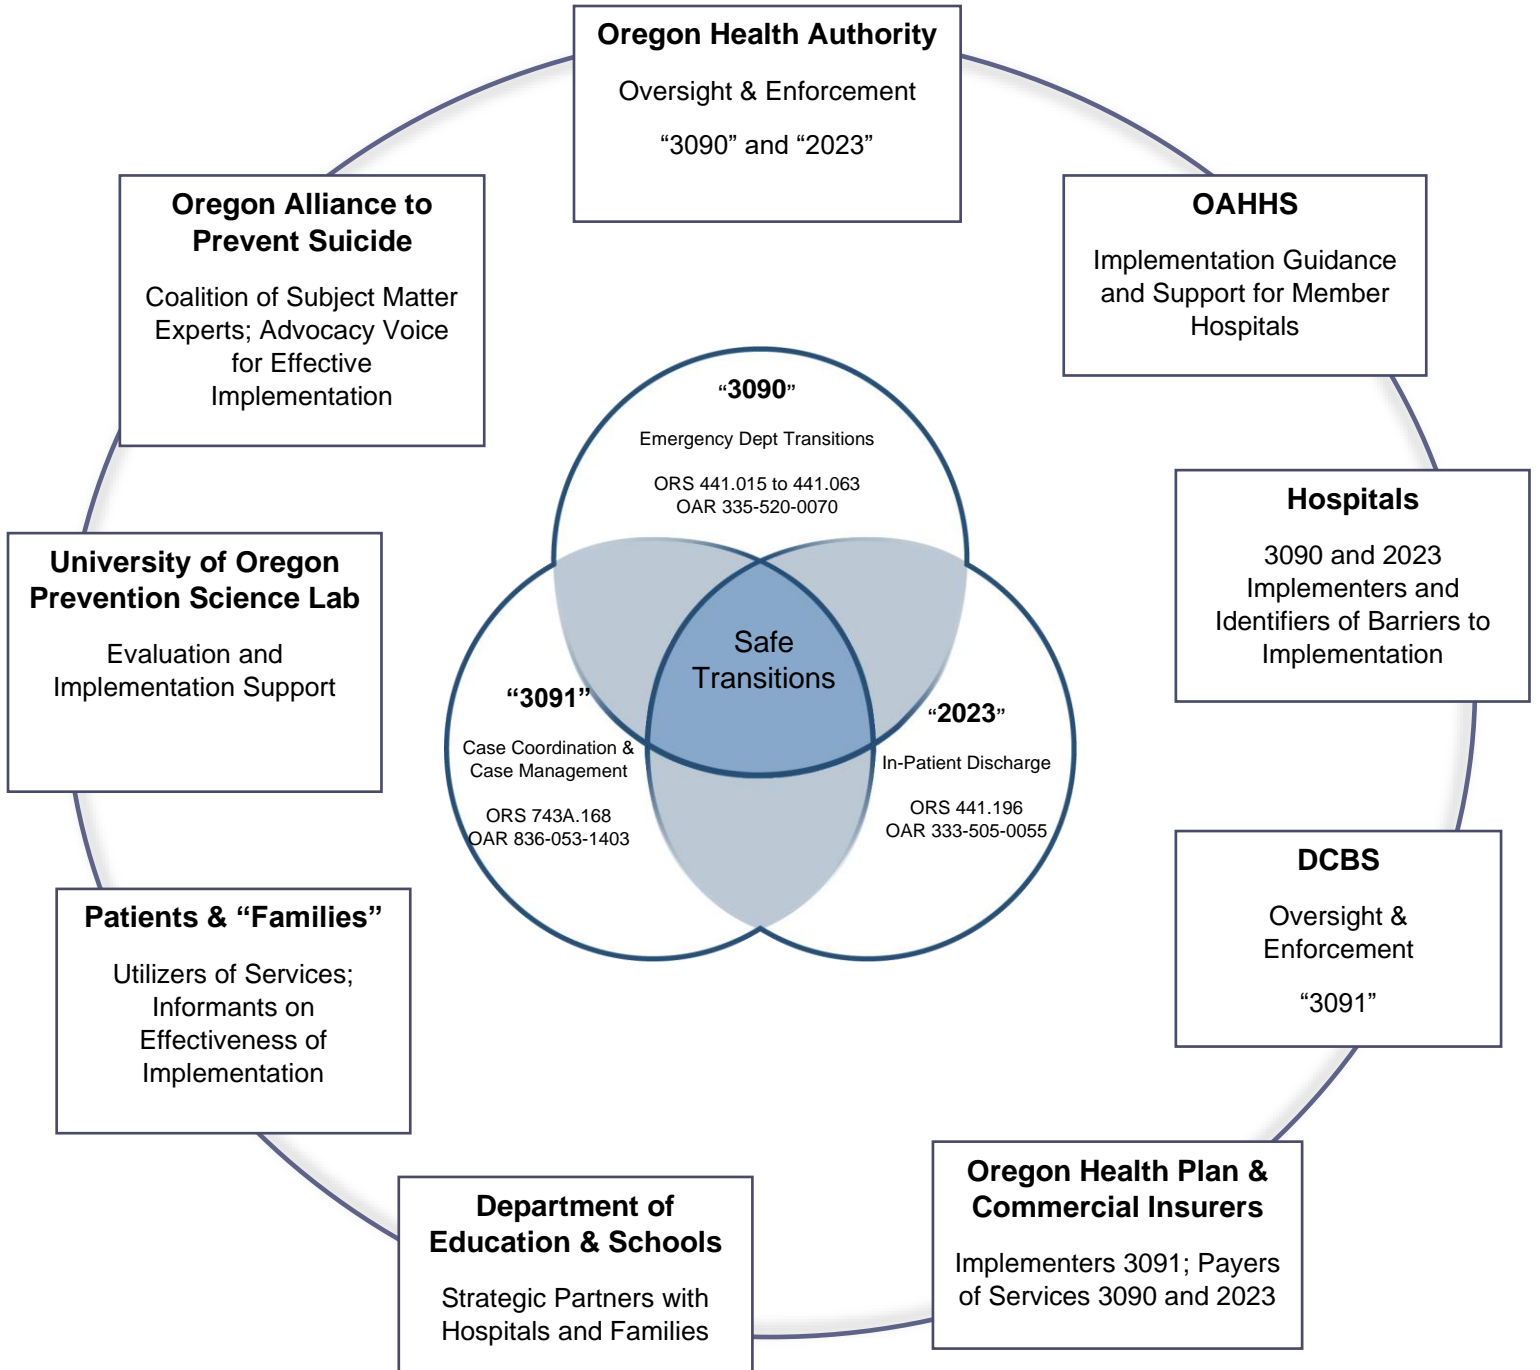 Oregon Health Authority
Oversight & Enforcement
“3090” and “2023”
OAHHS
Implementation Guidance
and Support for Member
Hospitals
Hospitals
3090 and 2023
Implementers and
Identifiers of Barriers to
Implementation
DCBS
Oversight &
Enforcement
“3091”
Oregon Health Plan &
Commercial Insurers
Implementers 3091; Payers
of Services 3090 and 2023
Department of
Education & Schools
Strategic Partners with
Hospitals and Families
Patients & “Families”
Utilizers of Services;
Informants on
Effectiveness of
Implementation
University of Oregon
Prevention Science Lab
Evaluation and
Implementation Support
Oregon Alliance to
Prevent Suicide
Coalition of Subject Matter
Experts; Advocacy Voice
for Effective
Implementation
“3090”
Emergency Dept Transitions
ORS 441.015 to 441.063
OAR 335-520-0070
Safe
Transitions
“3091”
Case Coordination &
Case Management
ORS 743A.168
OAR 836-053-1403
“2023”
In-Patient Discharge
ORS 441.196
OAR 333-505-0055